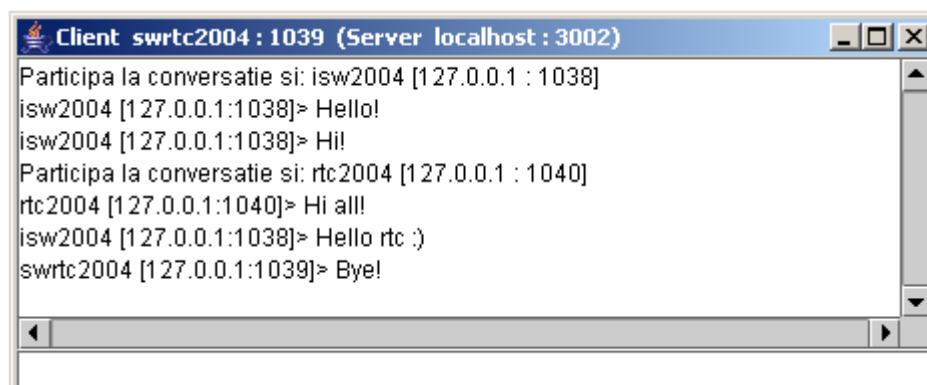 Client swrtc2004 : 1039 (Server localhost : 3002)
Participa la conversatie si: isw2004 [127.0.0.1 : 1038]
isw2004 [127.0.0.1:1038]> Hello!
isw2004 [127.0.0.1:1038]> Hi!
Participa la conversatie si: rtc2004 [127.0.0.1 : 1040]
rtc2004 [127.0.0.1:1040]> Hi all!
isw2004 [127.0.0.1:1038]> Hello rtc :)
swrtc2004 [127.0.0.1:1039]> Bye!